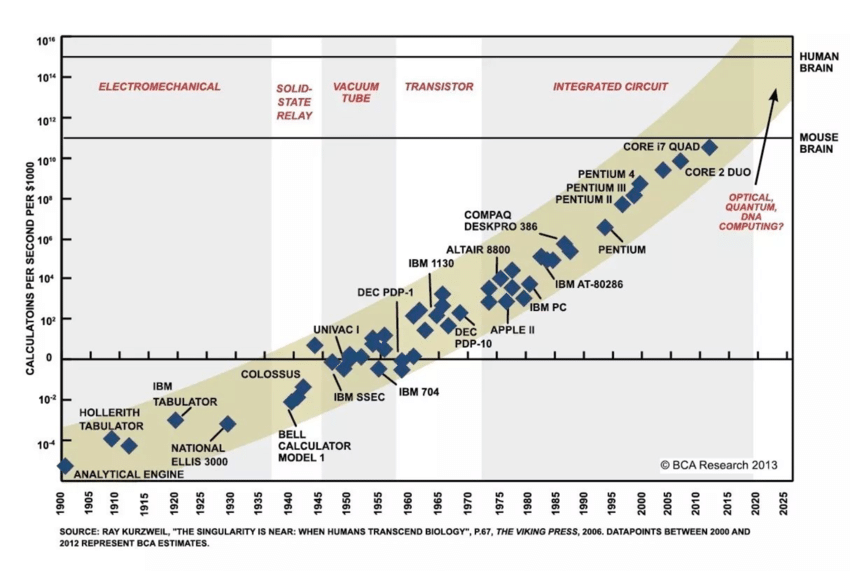 10^16
10^14
10^12
10^10
10^8
10^6
10^4
10^2
0
10^-2
10^-4
CALCULATOINS PER SECOND PER $1000
ELECTROMECHANICAL
SOLID-
STATE
RELAY
VACUUM
TUBE
TRANSISTOR
INTEGRATED CIRCUIT
HUMAN
BRAIN
MOUSE
BRAIN
CORE i7 QUAD
CORE 2 DUO
PENTIUM 4
PENTIUM III
PENTIUM II
PENTIUM
OPTICAL,
QUANTUM,
DNA
COMPUTING?
COMPAQ
DESKPRO 386
ALTAIR 8800
IBM 1130
IBM AT-80286
IBM PC
DEC PDP-1
APPLE II
DEC
PDP-10
UNIVAC I
COLOSSUS
IBM SSEC
IBM 704
IBM
TABULATOR
HOLLERITH
TABULATOR
NATIONAL
ELLIS 3000
BELL
CALCULATOR
MODEL 1
ANALYTICAL ENGINE
© BCA Research 2013
1900
1905
1910
1915
1920
1925
1930
1935
1940
1945
1950
1955
1960
1965
1970
1975
1980
1985
1990
1995
2000
2005
2010
2015
2020
2025
SOURCE: RAY KURZWEIL, "THE SINGULARITY IS NEAR: WHEN HUMANS TRANSCEND BIOLOGY", P.67, THE VIKING PRESS, 2006. DATAPOINTS BETWEEN 2000 AND
2012 REPRESENT BCA ESTIMATES.